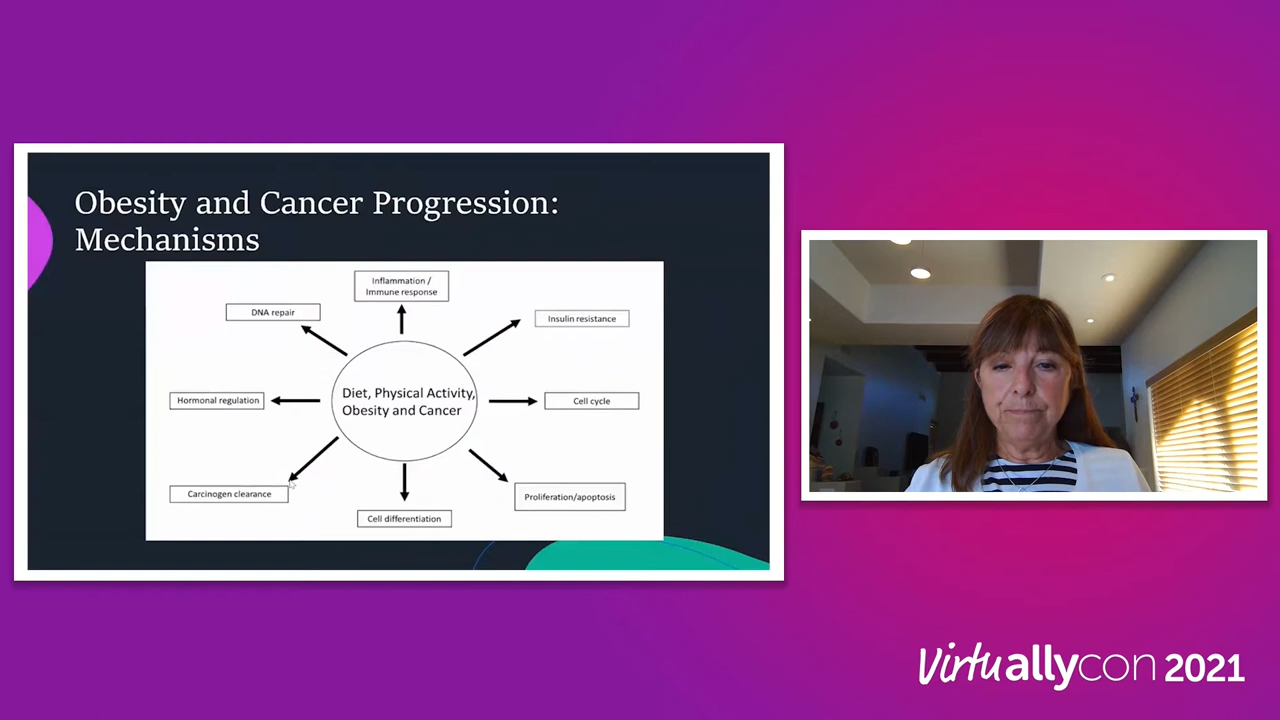 Obesity and Cancer Progression:
Mechanisms
Inflammation /
Immune response
DNA repair
Insulin resistance
Hormonal regulation
Diet, Physical Activity,
Obesity and Cancer
Cell cycle
Carcinogen clearance
Proliferation/apoptosis
Cell differentiation
Virtuallycon 2021